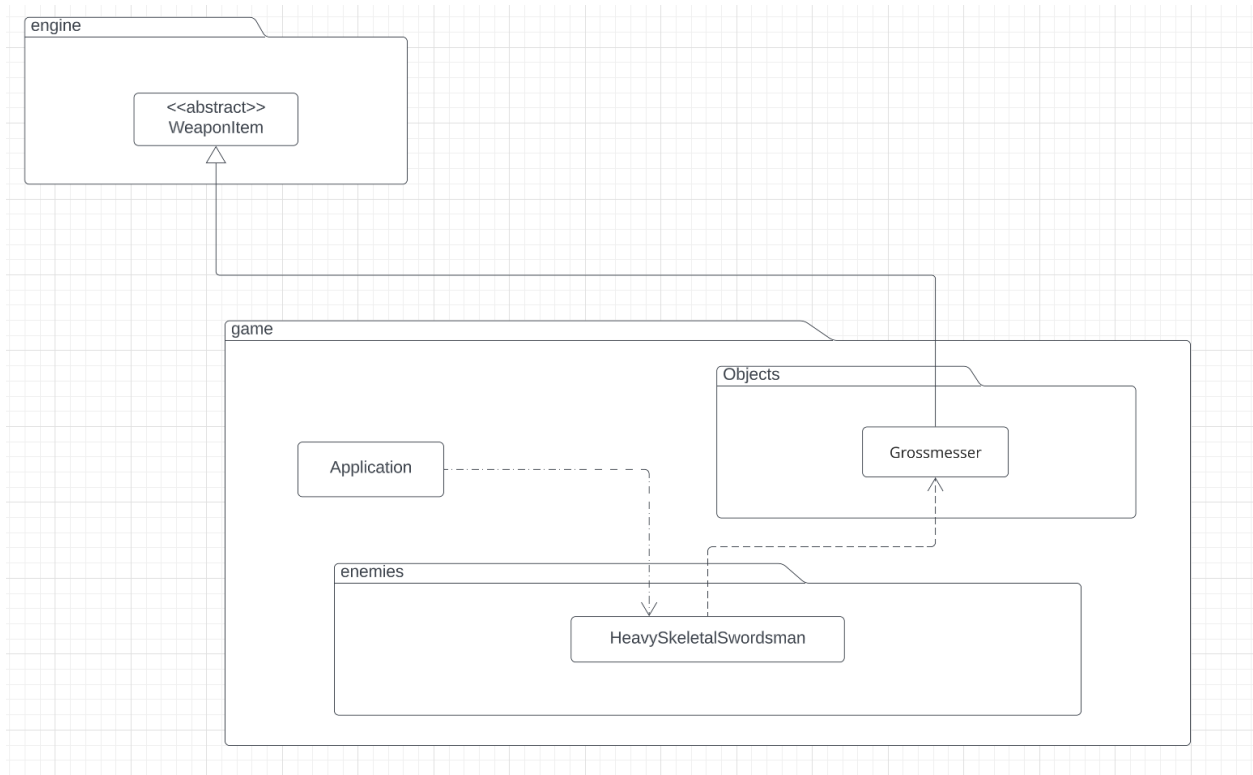 engine
<<abstract>>
WeaponItem
game
Objects
Grossmesser
Application
enemies
HeavySkeletalSwordsman